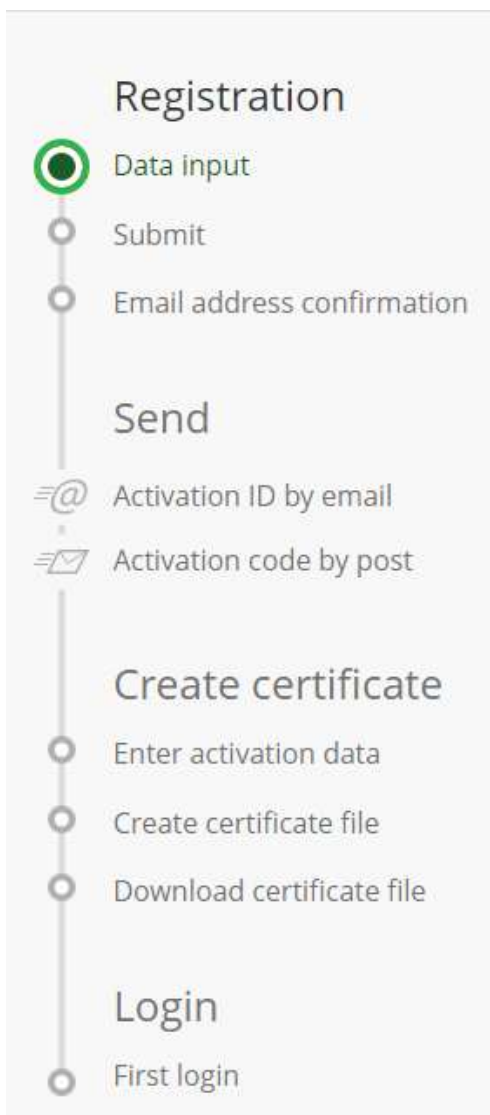 Registration
Data input
Submit
Email address confirmation
Send
Activation ID by email
Activation code by post
Create certificate
Enter activation data
Create certificate file
Download certificate file
Login
First login